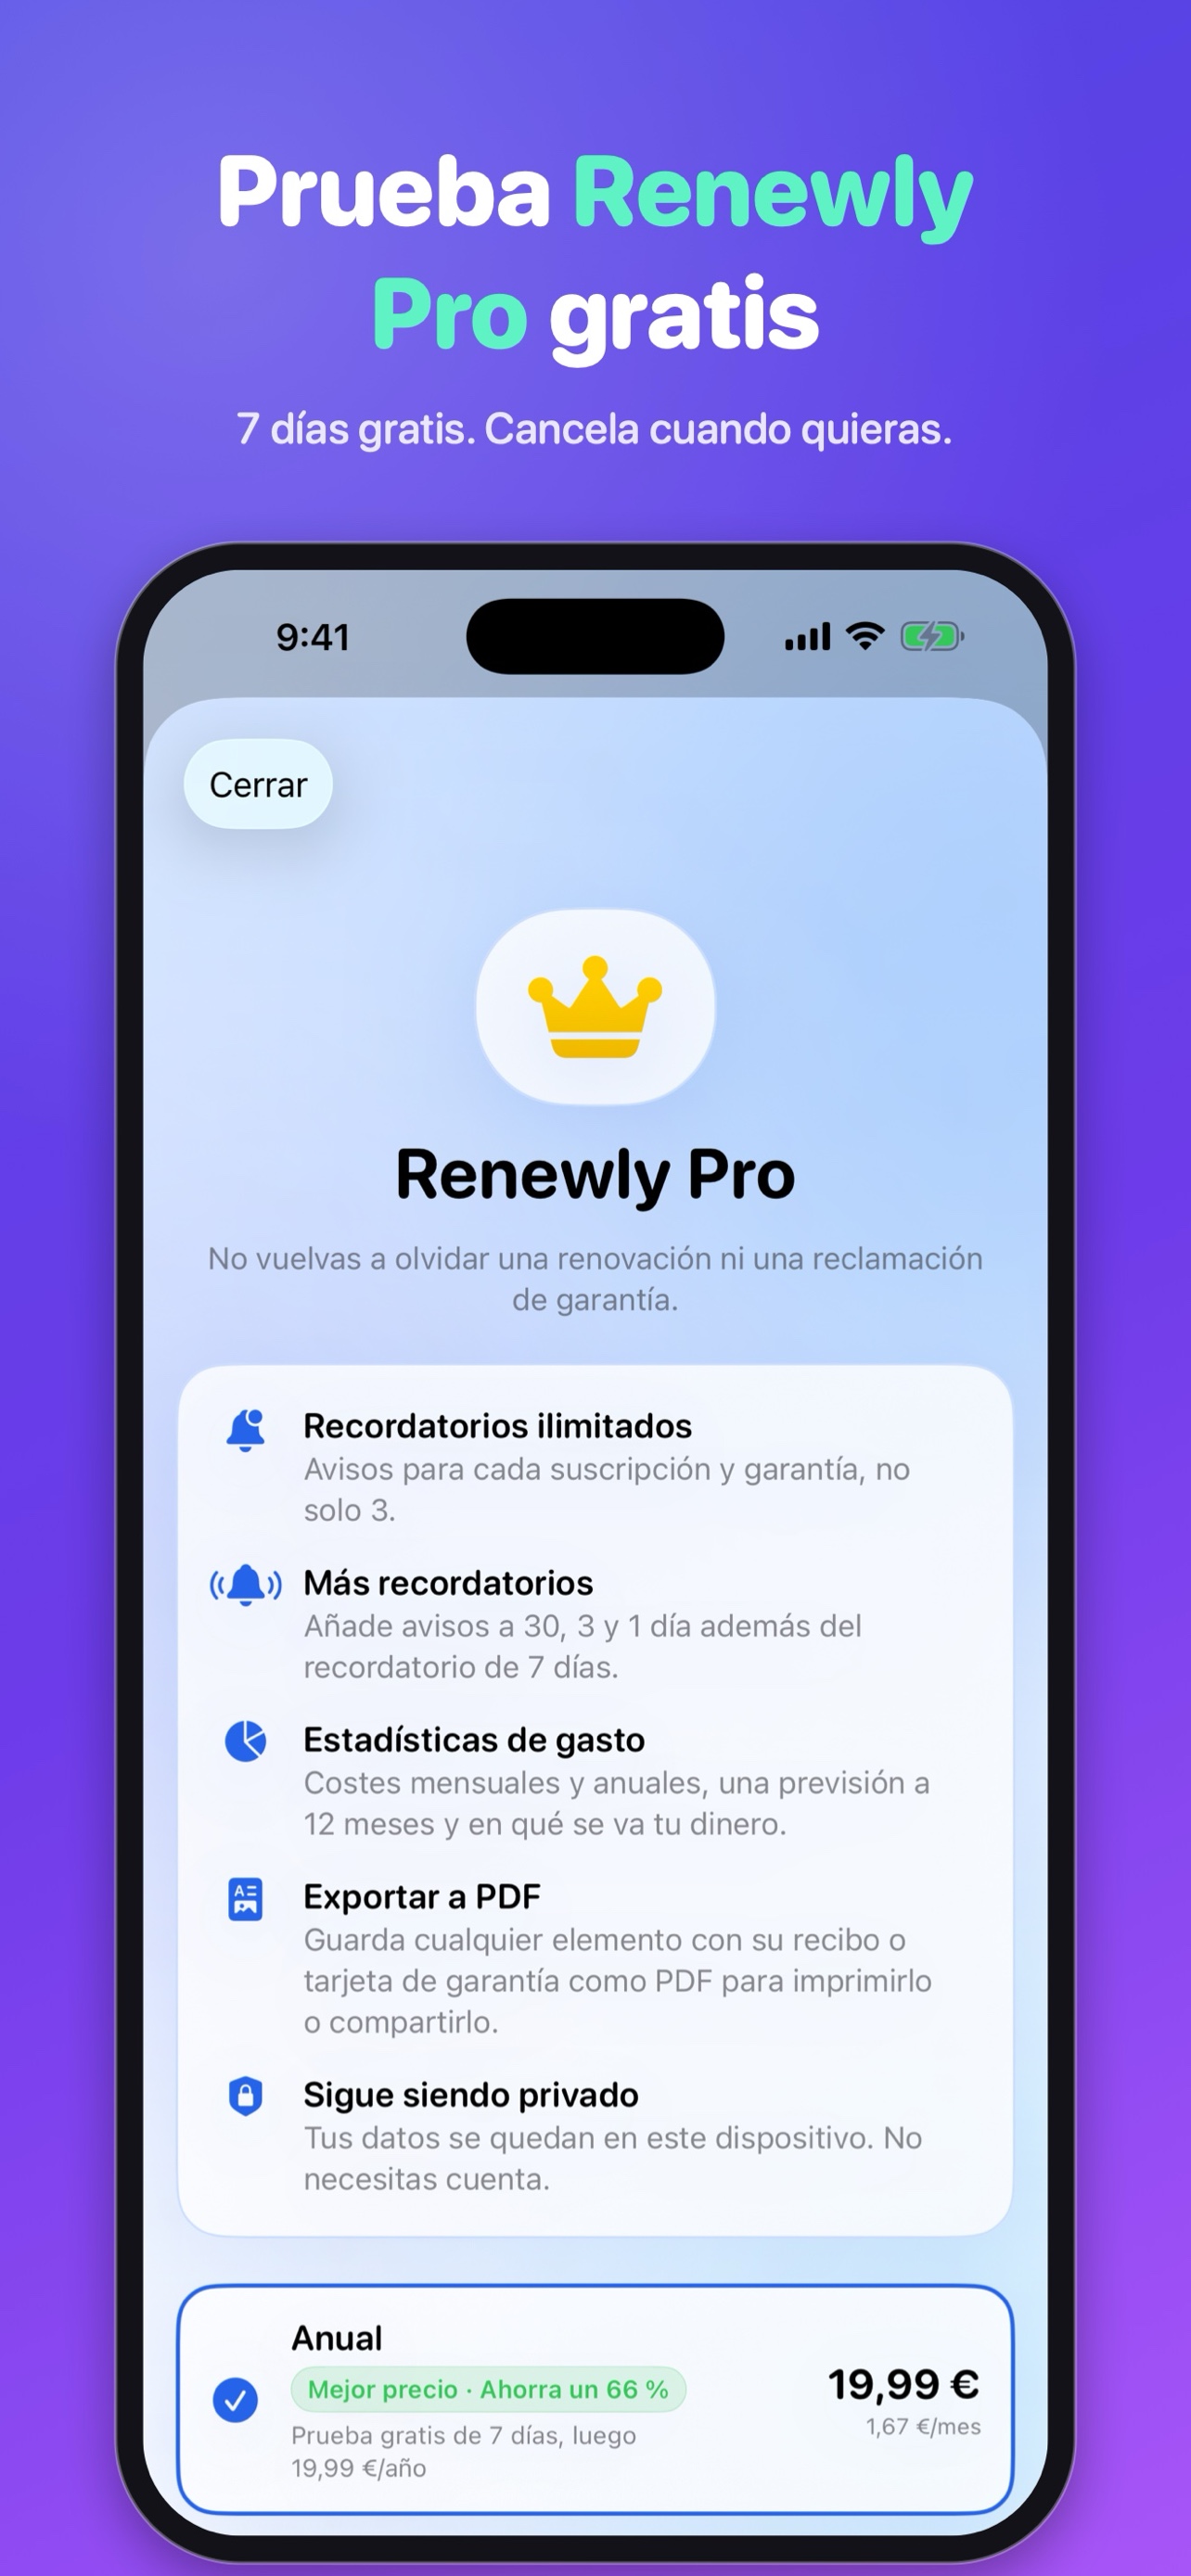 Prueba Renewly
Pro gratis
7 días gratis. Cancela cuando quieras.
9:41
Cerrar
Renewly Pro
No vuelvas a olvidar una renovación ni una reclamación
de garantía.
Recordatorios ilimitados
Avisos para cada suscripción y garantía, no
solo 3.
Más recordatorios
Añade avisos a 30, 3 y 1 día además del
recordatorio de 7 días.
Estadísticas de gasto
Costes mensuales y anuales, una previsión a
12 meses y en qué se va tu dinero.
Exportar a PDF
Guarda cualquier elemento con su recibo o
tarjeta de garantía como PDF para imprimirlo
o compartirlo.
Sigue siendo privado
Tus datos se quedan en este dispositivo. No
necesitas cuenta.
Anual
Mejor precio · Ahorra un 66 %
19,99 €
1,67 €/mes
Prueba gratis de 7 días, luego
19,99 €/año